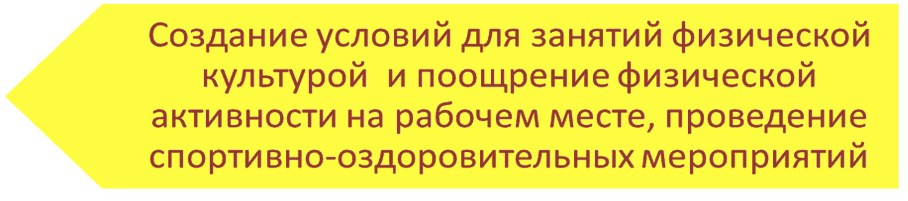 Создание условий для занятий физической
культурой и поощрение физической
активности на рабочем месте, проведение
спортивно-оздоровительных мероприятий